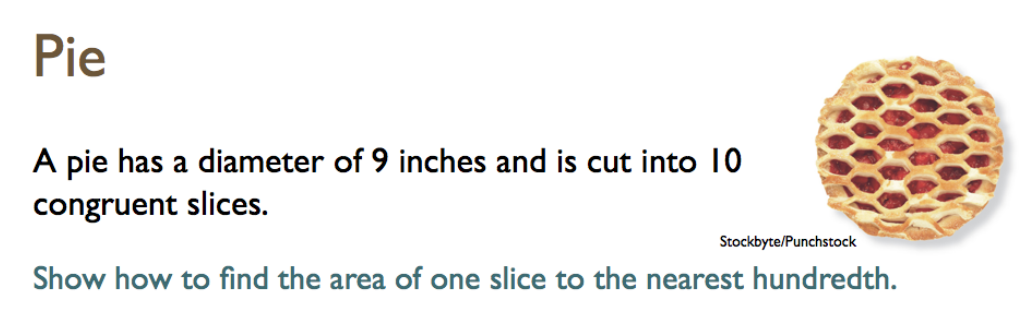 Pie
A pie has a diameter of 9 inches and is cut into 10
congruent slices.
Stockbyte/Punchstock
Show how to find the area of one slice to the nearest hundredth.